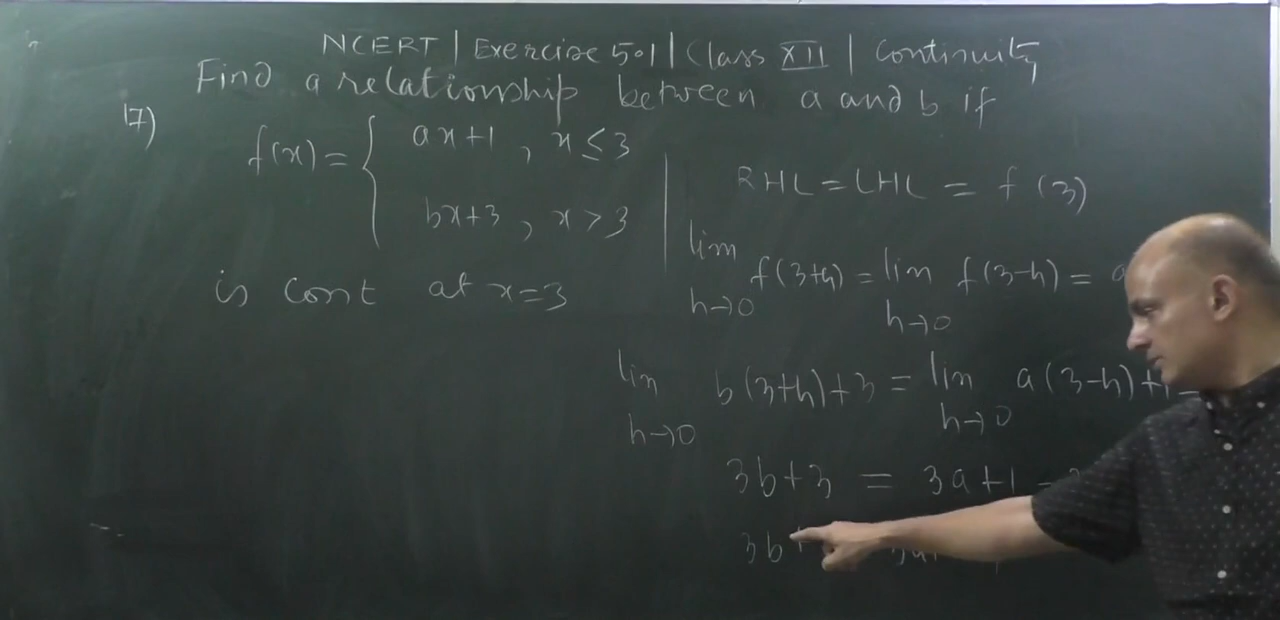 NCERT | Exercise 5.1 | Class XII | Continuity
Find a relationship between a and b if
17)
f(x) = { ax+1, x ≤ 3
bx+3, x > 3
is cont at x=3
RHL = LHL = f(3)
lim h→0 f(3+h) = lim h→0 f(3-h) =
lim h→0 b(3+h)+3 = lim h→0 a(3-h)+1 =
3b+3 = 3a+1 =
3b+